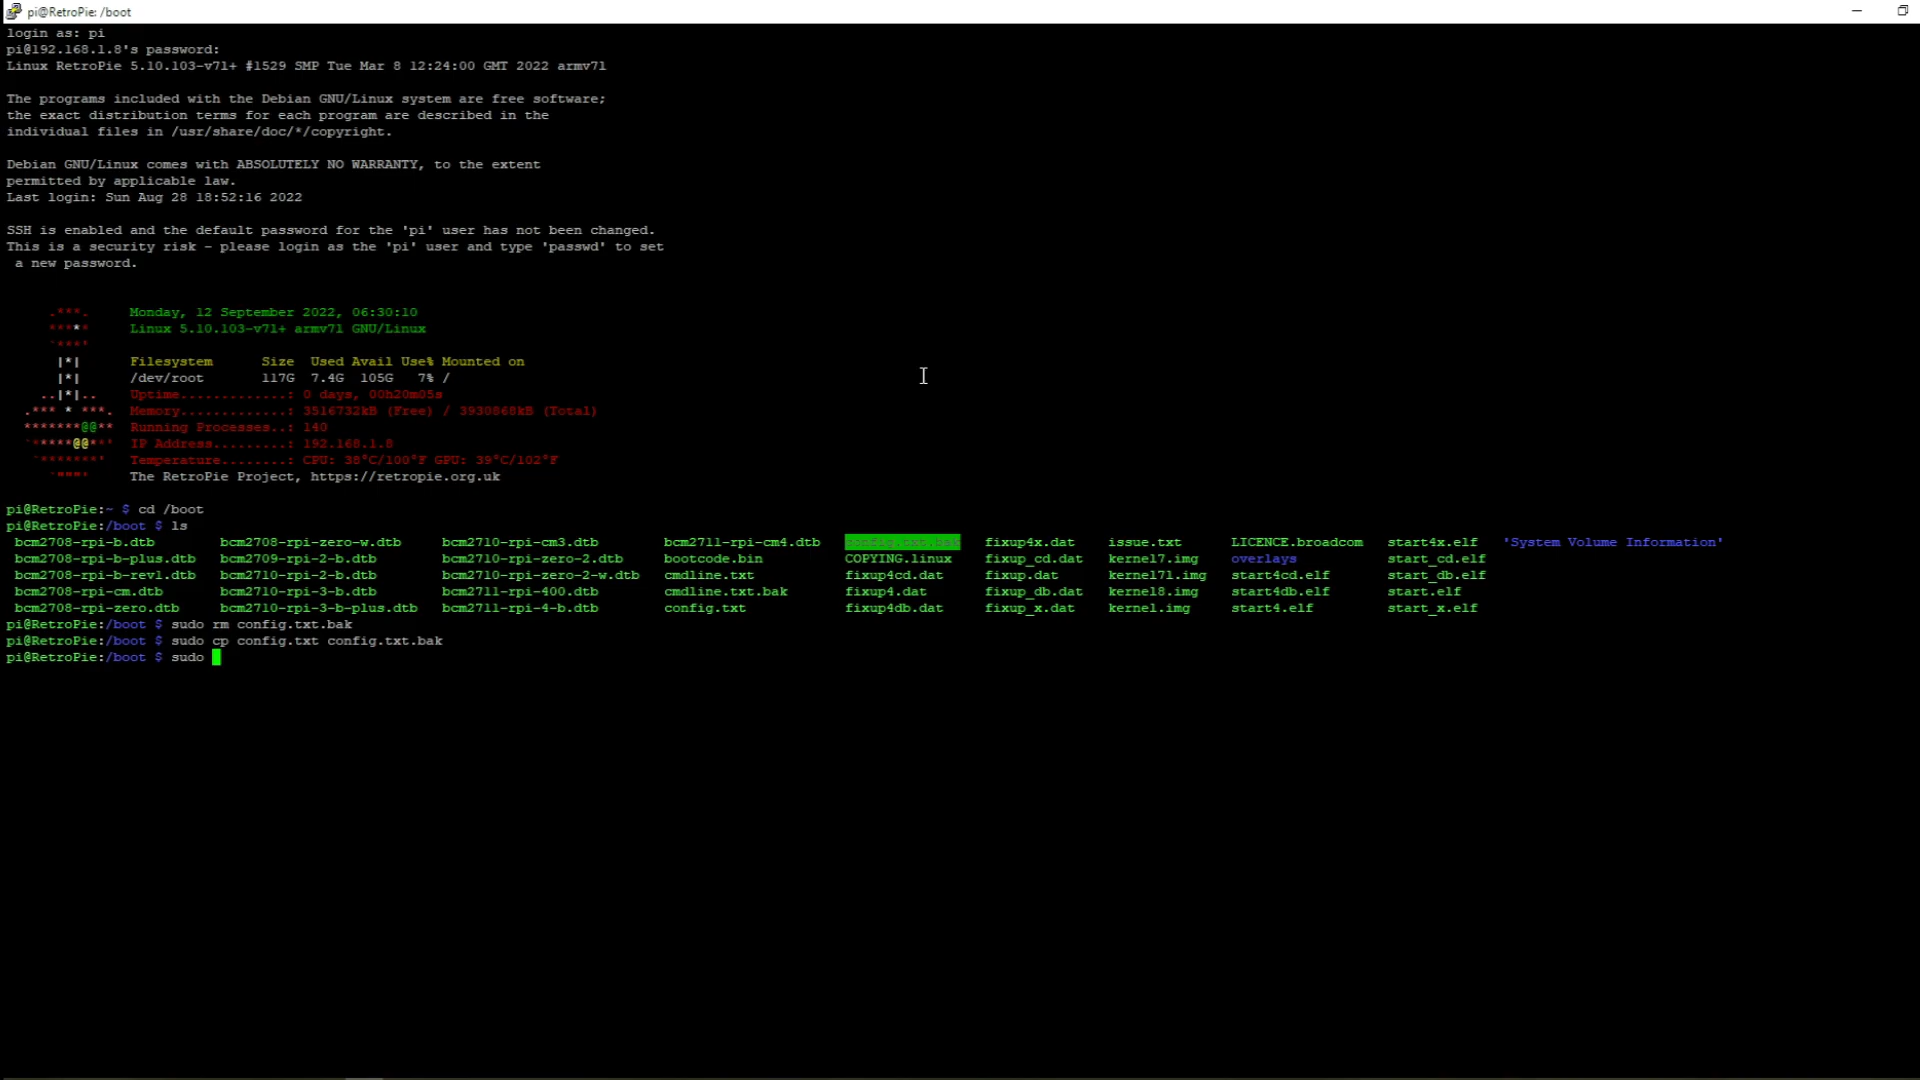 pi@RetroPie: /boot
login as: pi
pi@192.168.1.8's password:
Linux RetroPie 5.10.103-v7l+ #1529 SMP Tue Mar 8 12:24:00 GMT 2022 armv7l
The programs included with the Debian GNU/Linux system are free software;
the exact distribution terms for each program are described in the
individual files in /usr/share/doc/*/copyright.
Debian GNU/Linux comes with ABSOLUTELY NO WARRANTY, to the extent
permitted by applicable law.
Last login: Sun Aug 28 18:52:16 2022
SSH is enabled and the default password for the 'pi' user has not been changed.
This is a security risk - please login as the 'pi' user and type 'passwd' to set
a new password.
Monday, 12 September 2022, 06:30:10
Linux 5.10.103-v7l+ armv7l GNU/Linux
Filesystem Size Used Avail Use% Mounted on
/dev/root 117G 7.4G 105G 7% /
Uptime.............: 0 days, 00h20m05s
Memory.............: 3516732kB (Free) / 3930868kB (Total)
Running Processes..: 140
IP Address.........: 192.168.1.8
Temperature........: CPU: 38°C/100°F GPU: 39°C/102°F
The RetroPie Project, https://retropie.org.uk
pi@RetroPie:~ $ cd /boot
pi@RetroPie:/boot $ ls
bcm2708-rpi-b.dtb bcm2708-rpi-zero-w.dtb bcm2710-rpi-cm3.dtb bcm2711-rpi-cm4.dtb config.txt.bak fixup4x.dat issue.txt LICENCE.broadcom start4x.elf 'System Volume Information'
bcm2708-rpi-b-plus.dtb bcm2709-rpi-2-b.dtb bcm2710-rpi-zero-2.dtb bootcode.bin COPYING.linux fixup_cd.dat kernel7.img overlays start_cd.elf
bcm2708-rpi-b-rev1.dtb bcm2710-rpi-2-b.dtb bcm2710-rpi-zero-2-w.dtb cmdline.txt fixup4cd.dat fixup.dat kernel7l.img start4cd.elf start_db.elf
bcm2708-rpi-cm.dtb bcm2710-rpi-3-b.dtb bcm2711-rpi-400.dtb cmdline.txt.bak fixup4.dat fixup_db.dat kernel8.img start4db.elf start.elf
bcm2708-rpi-zero.dtb bcm2710-rpi-3-b-plus.dtb bcm2711-rpi-4-b.dtb config.txt fixup4db.dat fixup_x.dat kernel.img start4.elf start_x.elf
pi@RetroPie:/boot $ sudo rm config.txt.bak
pi@RetroPie:/boot $ sudo cp config.txt config.txt.bak
pi@RetroPie:/boot $ sudo